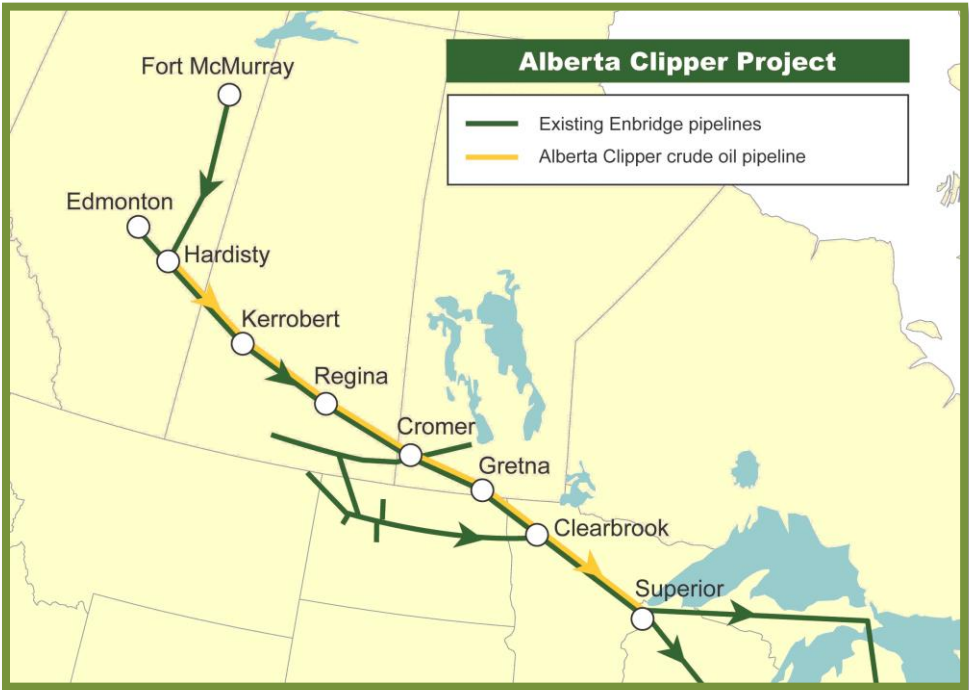 Alberta Clipper Project
Existing Enbridge pipelines
Alberta Clipper crude oil pipeline
Fort McMurray
Edmonton
Hardisty
Kerrobert
Regina
Cromer
Gretna
Clearbrook
Superior